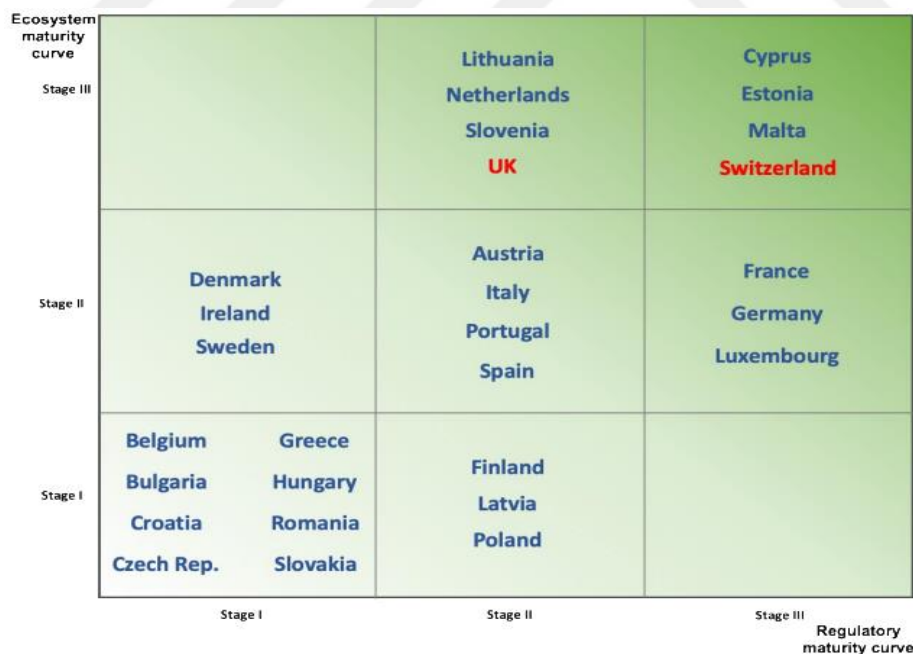 Ecosystem
maturity
curve
Stage III
Lithuania
Netherlands
Slovenia
UK
Cyprus
Estonia
Malta
Switzerland
Stage II
Denmark
Ireland
Sweden
Austria
Italy
Portugal
Spain
France
Germany
Luxembourg
Stage I
Belgium Greece
Bulgaria Hungary
Croatia Romania
Czech Rep. Slovakia
Finland
Latvia
Poland
Stage I Stage II Stage III
Regulatory
maturity curve